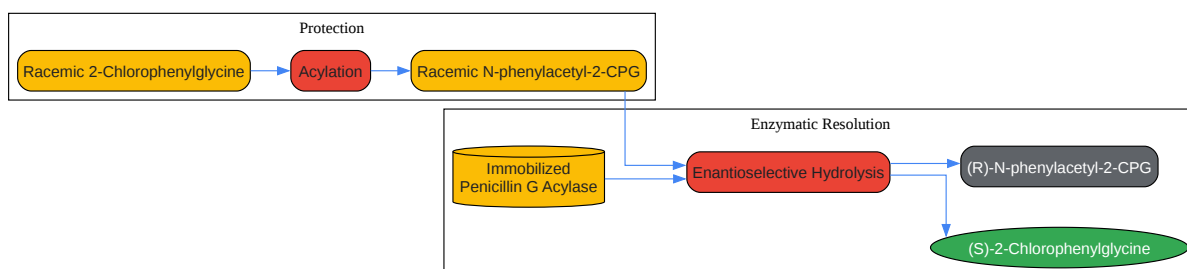 Protection
Racemic 2-Chlorophenylglycine
Acylation
Racemic N-phenylacetyl-2-CPG
Enzymatic Resolution
Immobilized
Penicillin G Acylase
Enantioselective Hydrolysis
(R)-N-phenylacetyl-2-CPG
(S)-2-Chlorophenylglycine